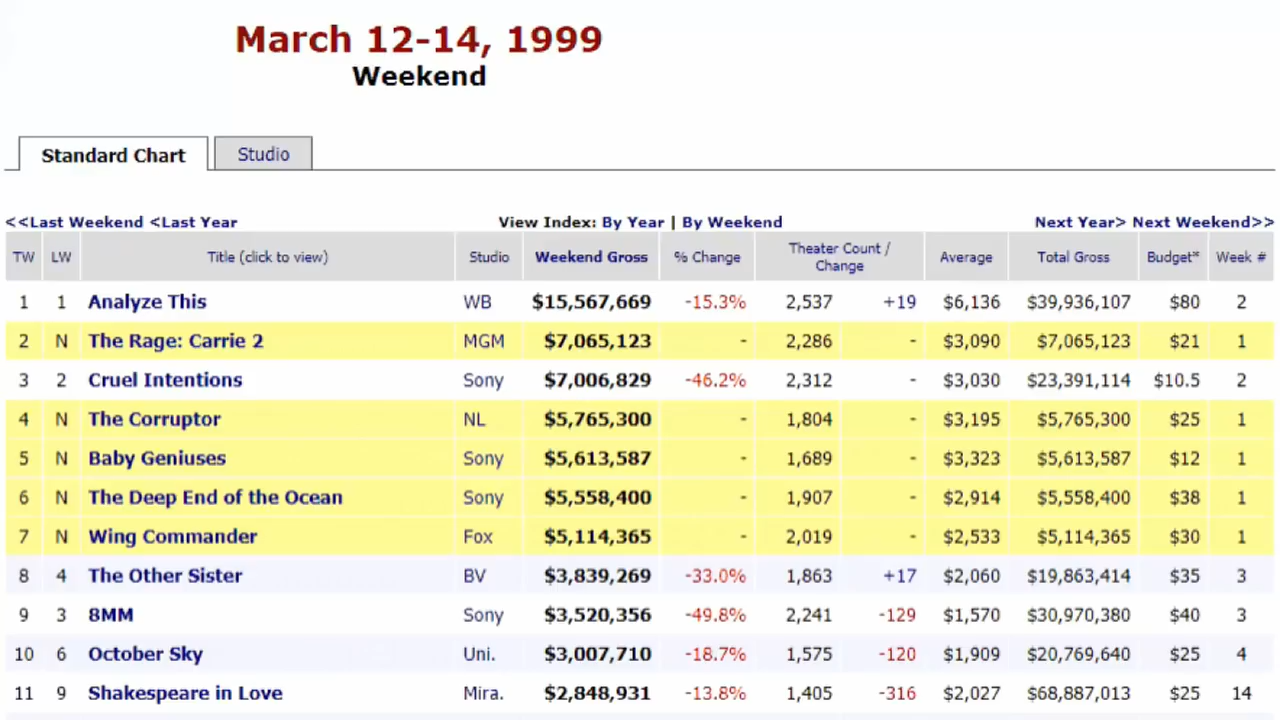 March 12-14, 1999
Weekend
Standard Chart Studio
<<Last Weekend <Last Year View Index: By Year | By Weekend Next Year> Next Weekend>>
TW LW Title (click to view) Studio Weekend Gross % Change Theater Count / Change Average Total Gross Budget* Week #
1 1 Analyze This WB $15,567,669 -15.3% 2,537 +19 $6,136 $39,936,107 $80 2
2 N The Rage: Carrie 2 MGM $7,065,123 - 2,286 - $3,090 $7,065,123 $21 1
3 2 Cruel Intentions Sony $7,006,829 -46.2% 2,312 - $3,030 $23,391,114 $10.5 2
4 N The Corruptor NL $5,765,300 - 1,804 - $3,195 $5,765,300 $25 1
5 N Baby Geniuses Sony $5,613,587 - 1,689 - $3,323 $5,613,587 $12 1
6 N The Deep End of the Ocean Sony $5,558,400 - 1,907 - $2,914 $5,558,400 $38 1
7 N Wing Commander Fox $5,114,365 - 2,019 - $2,533 $5,114,365 $30 1
8 4 The Other Sister BV $3,839,269 -33.0% 1,863 +17 $2,060 $19,863,414 $35 3
9 3 8MM Sony $3,520,356 -49.8% 2,241 -129 $1,570 $30,970,380 $40 3
10 6 October Sky Uni. $3,007,710 -18.7% 1,575 -120 $1,909 $20,769,640 $25 4
11 9 Shakespeare in Love Mira. $2,848,931 -13.8% 1,405 -316 $2,027 $68,887,013 $25 14